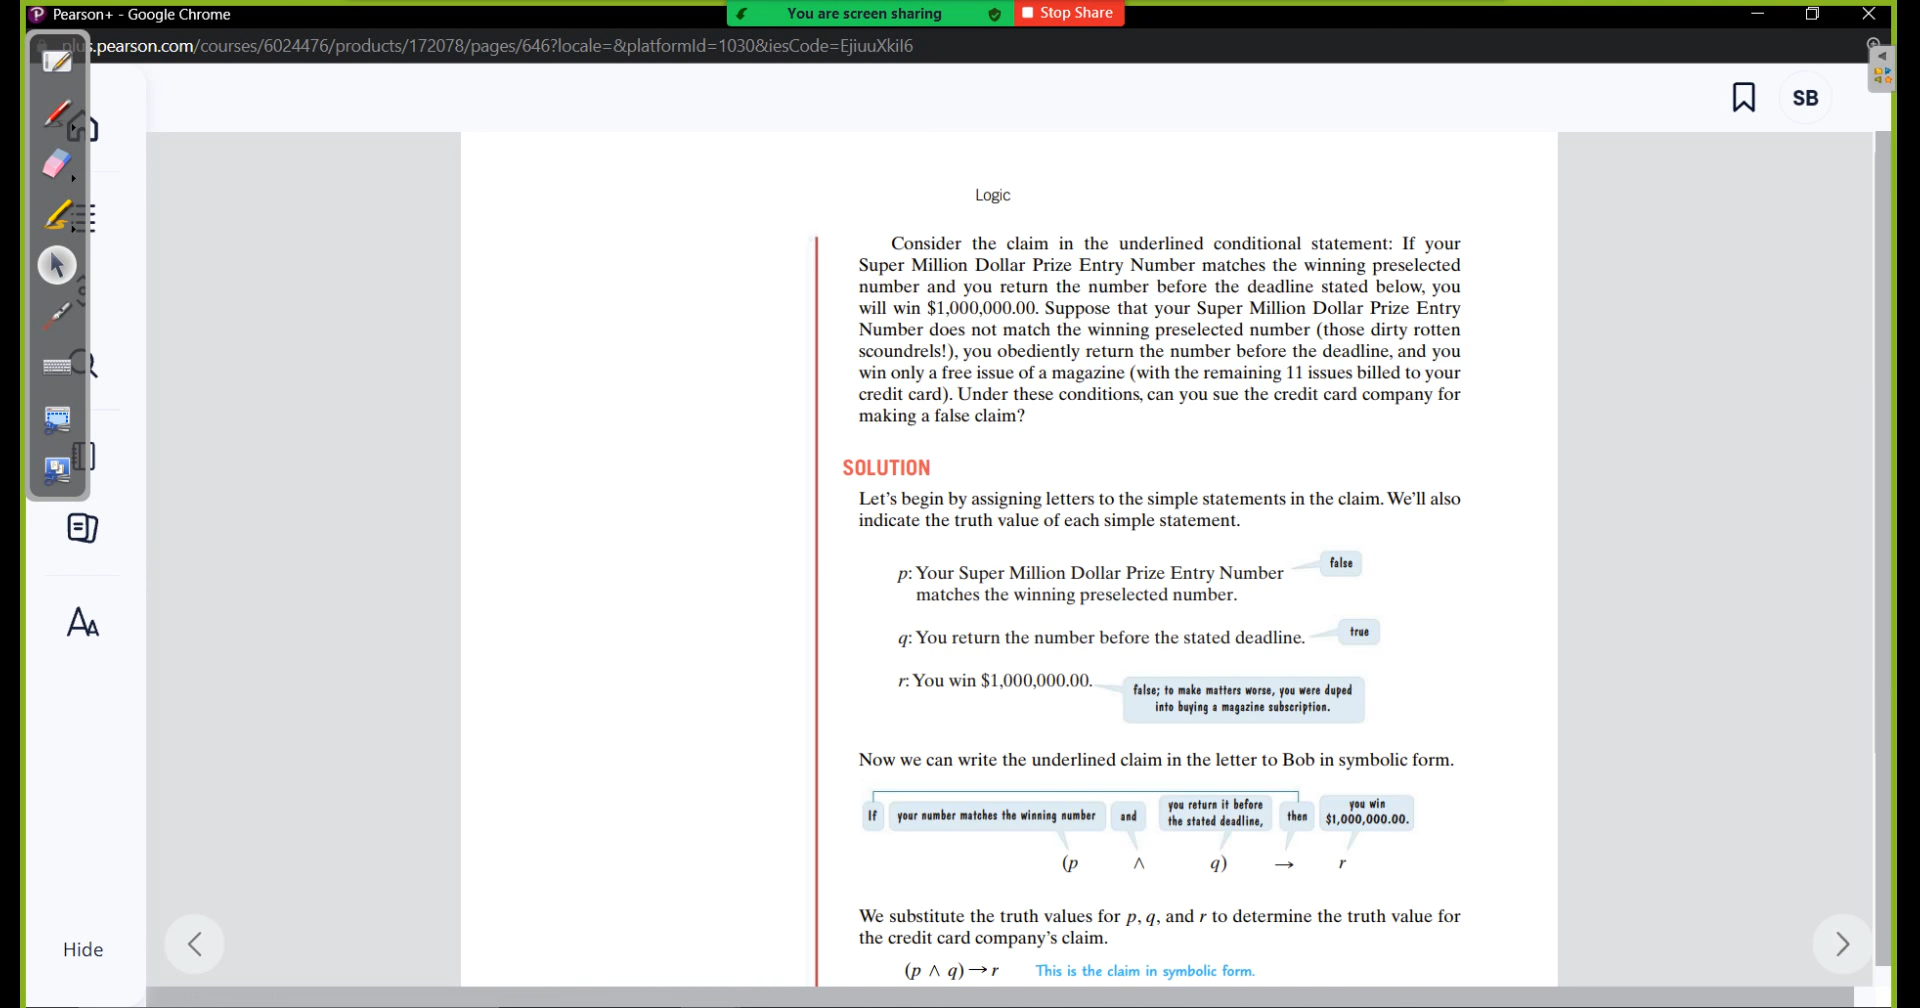 Pearson+ - Google Chrome
You are screen sharing
Stop Share
plus.pearson.com/courses/6024476/products/172078/pages/646?locale=&platformId=1030&iesCode=EjiuuXkiI6
SB
Logic
Consider the claim in the underlined conditional statement: If your
Super Million Dollar Prize Entry Number matches the winning preselected
number and you return the number before the deadline stated below, you
will win $1,000,000.00. Suppose that your Super Million Dollar Prize Entry
Number does not match the winning preselected number (those dirty rotten
scoundrels!), you obediently return the number before the deadline, and you
win only a free issue of a magazine (with the remaining 11 issues billed to your
credit card). Under these conditions, can you sue the credit card company for
making a false claim?
SOLUTION
Let's begin by assigning letters to the simple statements in the claim. We'll also
indicate the truth value of each simple statement.
p: Your Super Million Dollar Prize Entry Number
false
matches the winning preselected number.
q: You return the number before the stated deadline.
true
r: You win $1,000,000.00.
false; to make matters worse, you were duped
into buying a magazine subscription.
Now we can write the underlined claim in the letter to Bob in symbolic form.
If your number matches the winning number and you return it before the stated deadline, then you win $1,000,000.00.
(p ∧ q) → r
We substitute the truth values for p, q, and r to determine the truth value for
the credit card company's claim.
(p ∧ q) → r This is the claim in symbolic form.
AA
Hide